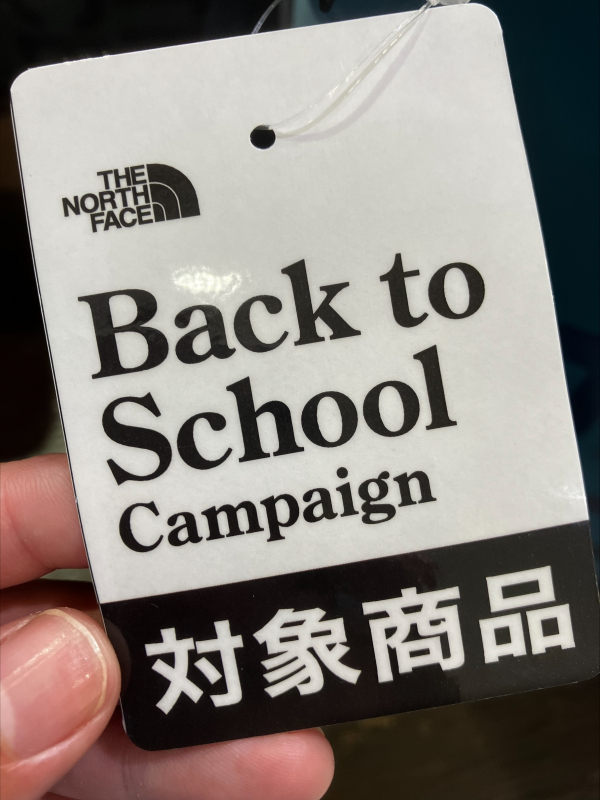 THE
NORTH
FACE
Back to
School
Campaign
対象商品